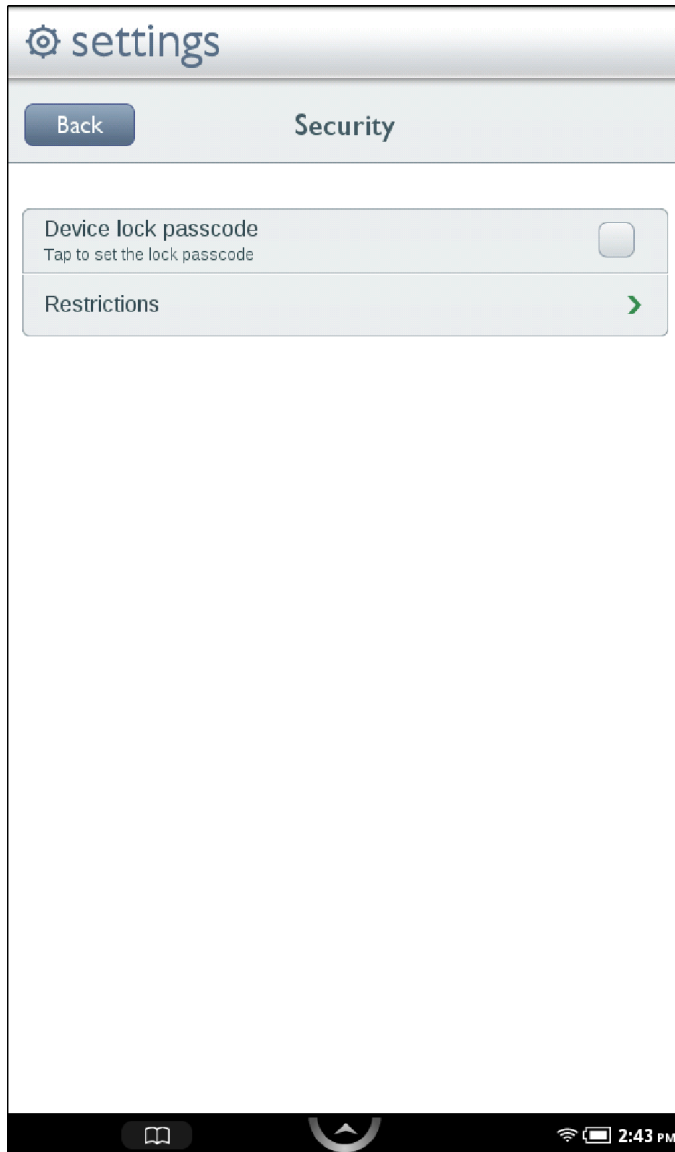 settings
Back
Security
Device lock passcode
Tap to set the lock passcode
Restrictions
2:43 PM